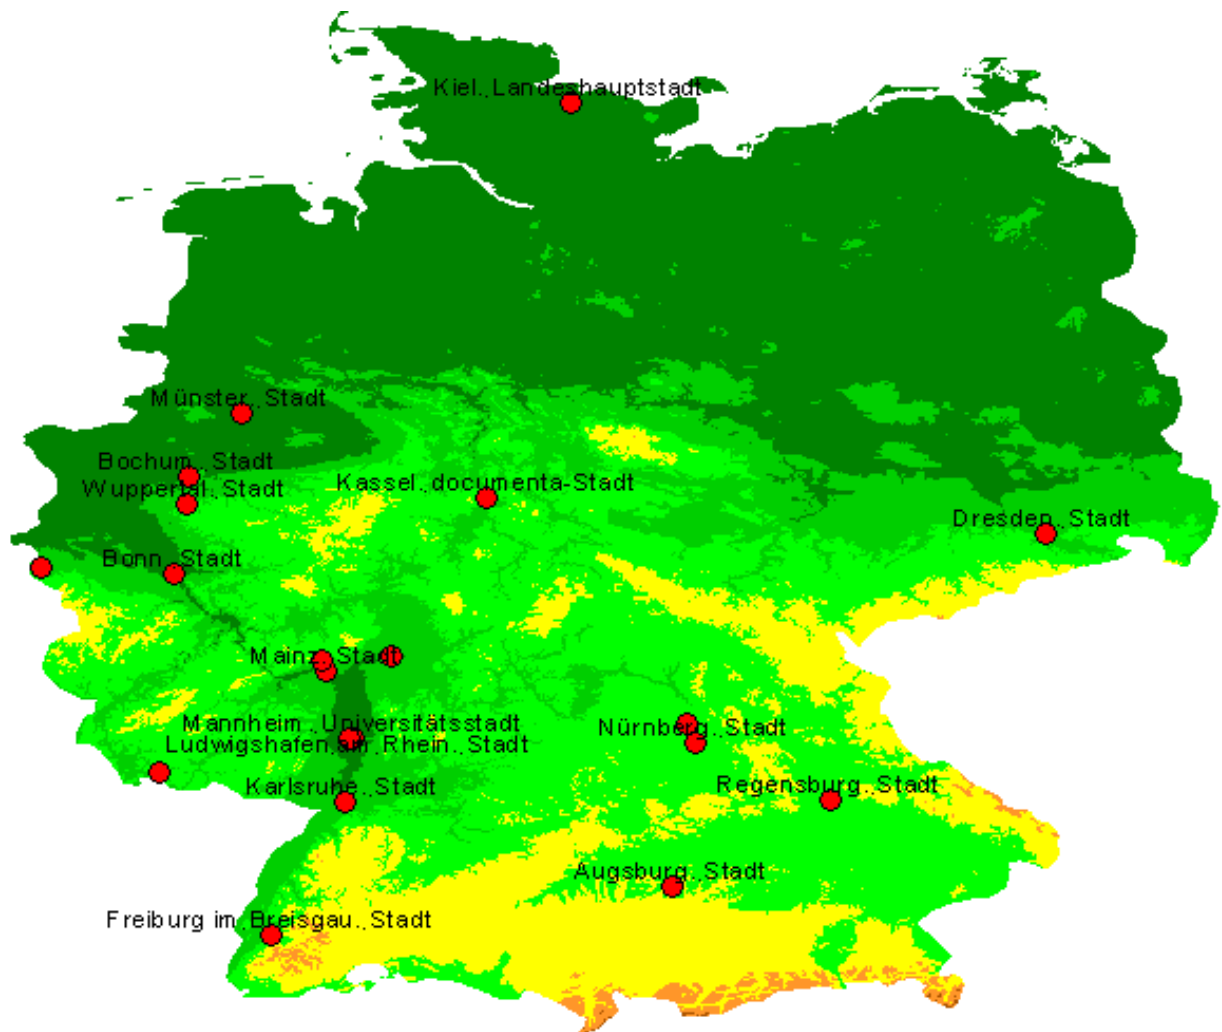 Kiel., Landeshauptstadt
Münster., Stadt
Bochum., Stadt
Wuppertal., Stadt
Kassel., documenta-Stadt
Dresden., Stadt
Bonn., Stadt
Mainz., Stadt
Mannheim., Universitätsstadt
Nürnberg., Stadt
Ludwigshafen, am, Rhein., Stadt
Karlsruhe., Stadt
Regensburg., Stadt
Augsburg., Stadt
Freiburg im, Breisgau., Stadt